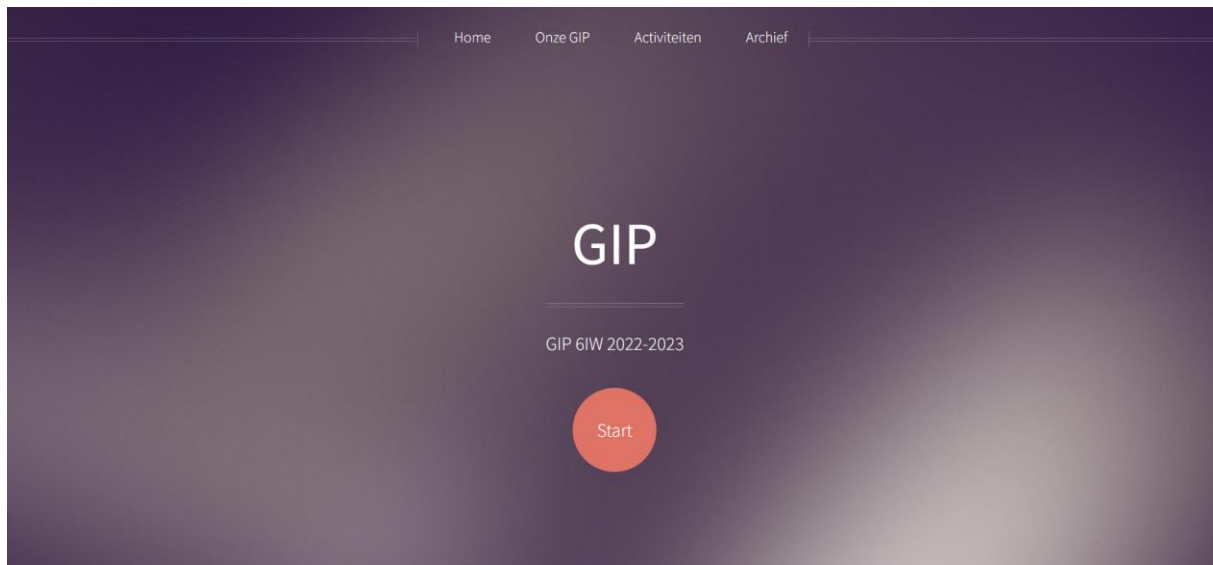 Home Onze GIP Activiteiten Archief
GIP
GIP 6IW 2022-2023
Start